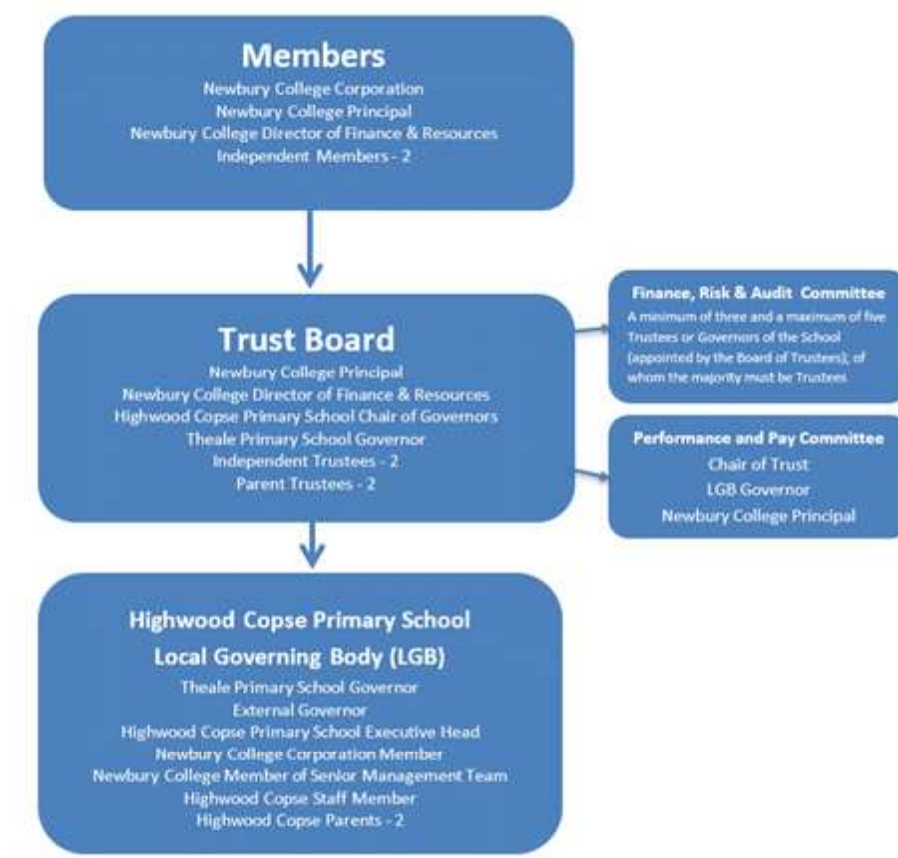 Members
Newbury College Corporation
Newbury College Principal
Newbury College Director of Finance & Resources
Independent Members - 2
Trust Board
Newbury College Principal
Newbury College Director of Finance & Resources
Highwood Copse Primary School Chair of Governors
Theale Primary School Governor
Independent Trustees - 2
Parent Trustees - 2
Finance, Risk & Audit Committee
A minimum of three and a maximum of five
Trustees or Governors of the School
(appointed by the Board of Trustees); of
whom the majority must be Trustees
Performance and Pay Committee
Chair of Trust
LGB Governor
Newbury College Principal
Highwood Copse Primary School
Local Governing Body (LGB)
Theale Primary School Governor
External Governor
Highwood Copse Primary School Executive Head
Newbury College Corporation Member
Newbury College Member of Senior Management Team
Highwood Copse Staff Member
Highwood Copse Parents - 2